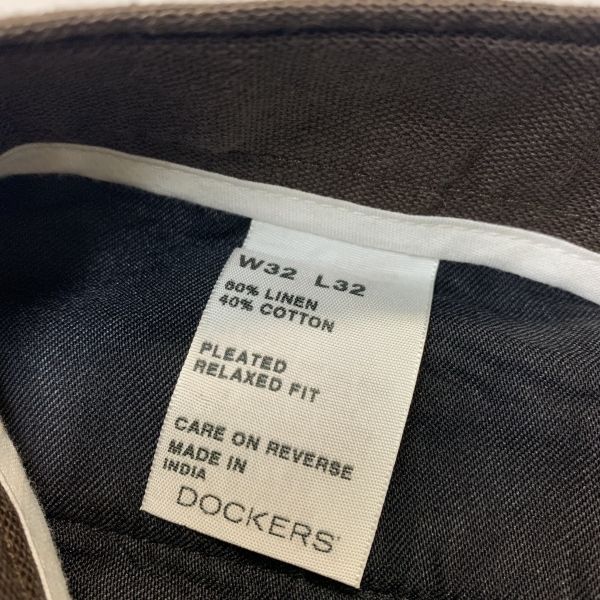 W32 L32
60% LINEN
40% COTTON
PLEATED
RELAXED FIT
CARE ON REVERSE
MADE IN
INDIA
DOCKERS